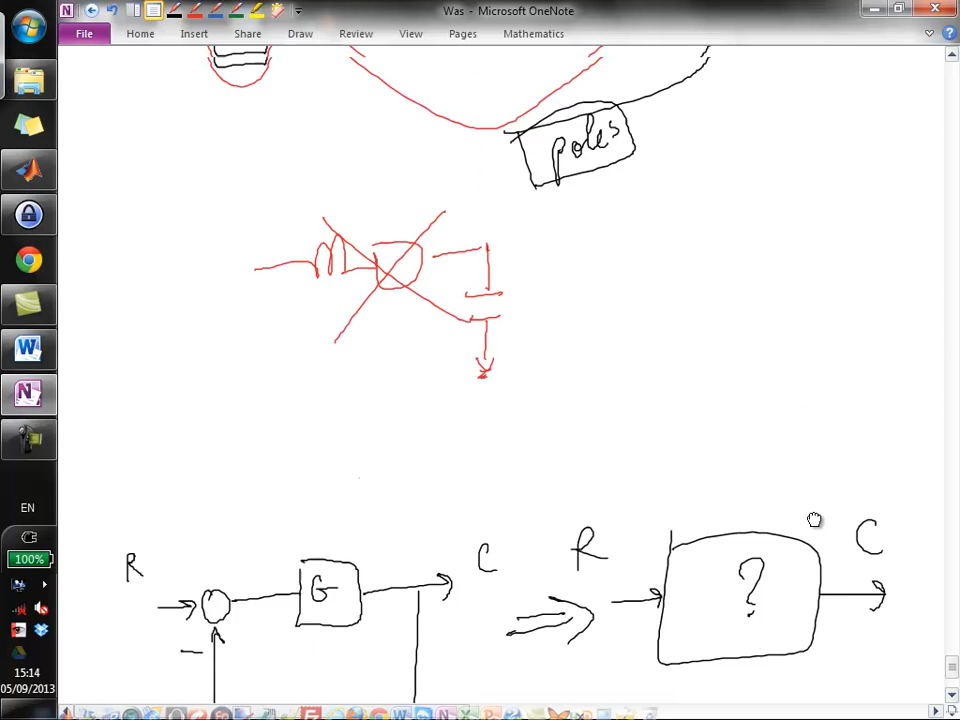 Was - Microsoft OneNote
File Home Insert Share Draw Review View Pages Mathematics
poles
R G C R ? C
−
EN
100%
15:14
05/09/2013